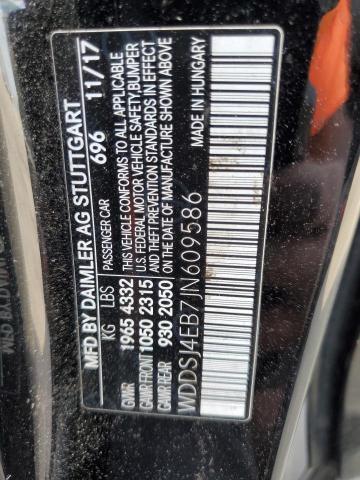 MFD BY DAIMLER AG STUTTGART
696 11/17
KG LBS PASSENGER CAR
GVWR 1965 4332 THIS VEHICLE CONFORMS TO ALL APPLICABLE
GAWR FRONT 1050 2315 U.S. FEDERAL MOTOR VEHICLE SAFETY/BUMPER
AND THEFT PREVENTION STANDARDS IN EFFECT
GAWR REAR 930 2050 ON THE DATE OF MANUFACTURE SHOWN ABOVE
MADE IN HUNGARY
WDDSJ4EB7JN609586